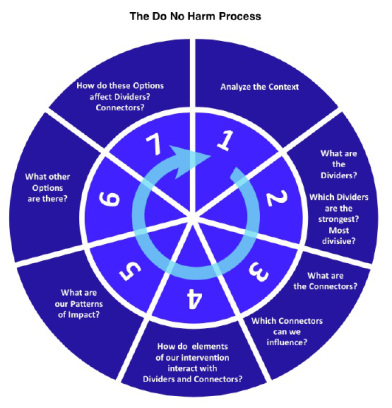 The Do No Harm Process
1
Analyze the Context
2
What are
the
Dividers?
Which Dividers
are the
strongest?
Most
divisive?
3
What are
the Connectors?
Which Connectors
can we
influence?
4
How do elements
of our intervention
interact with
Dividers and Connectors?
5
What are
our Patterns
of Impact?
6
What other
Options
are there?
7
How do these Options
affect Dividers?
Connectors?